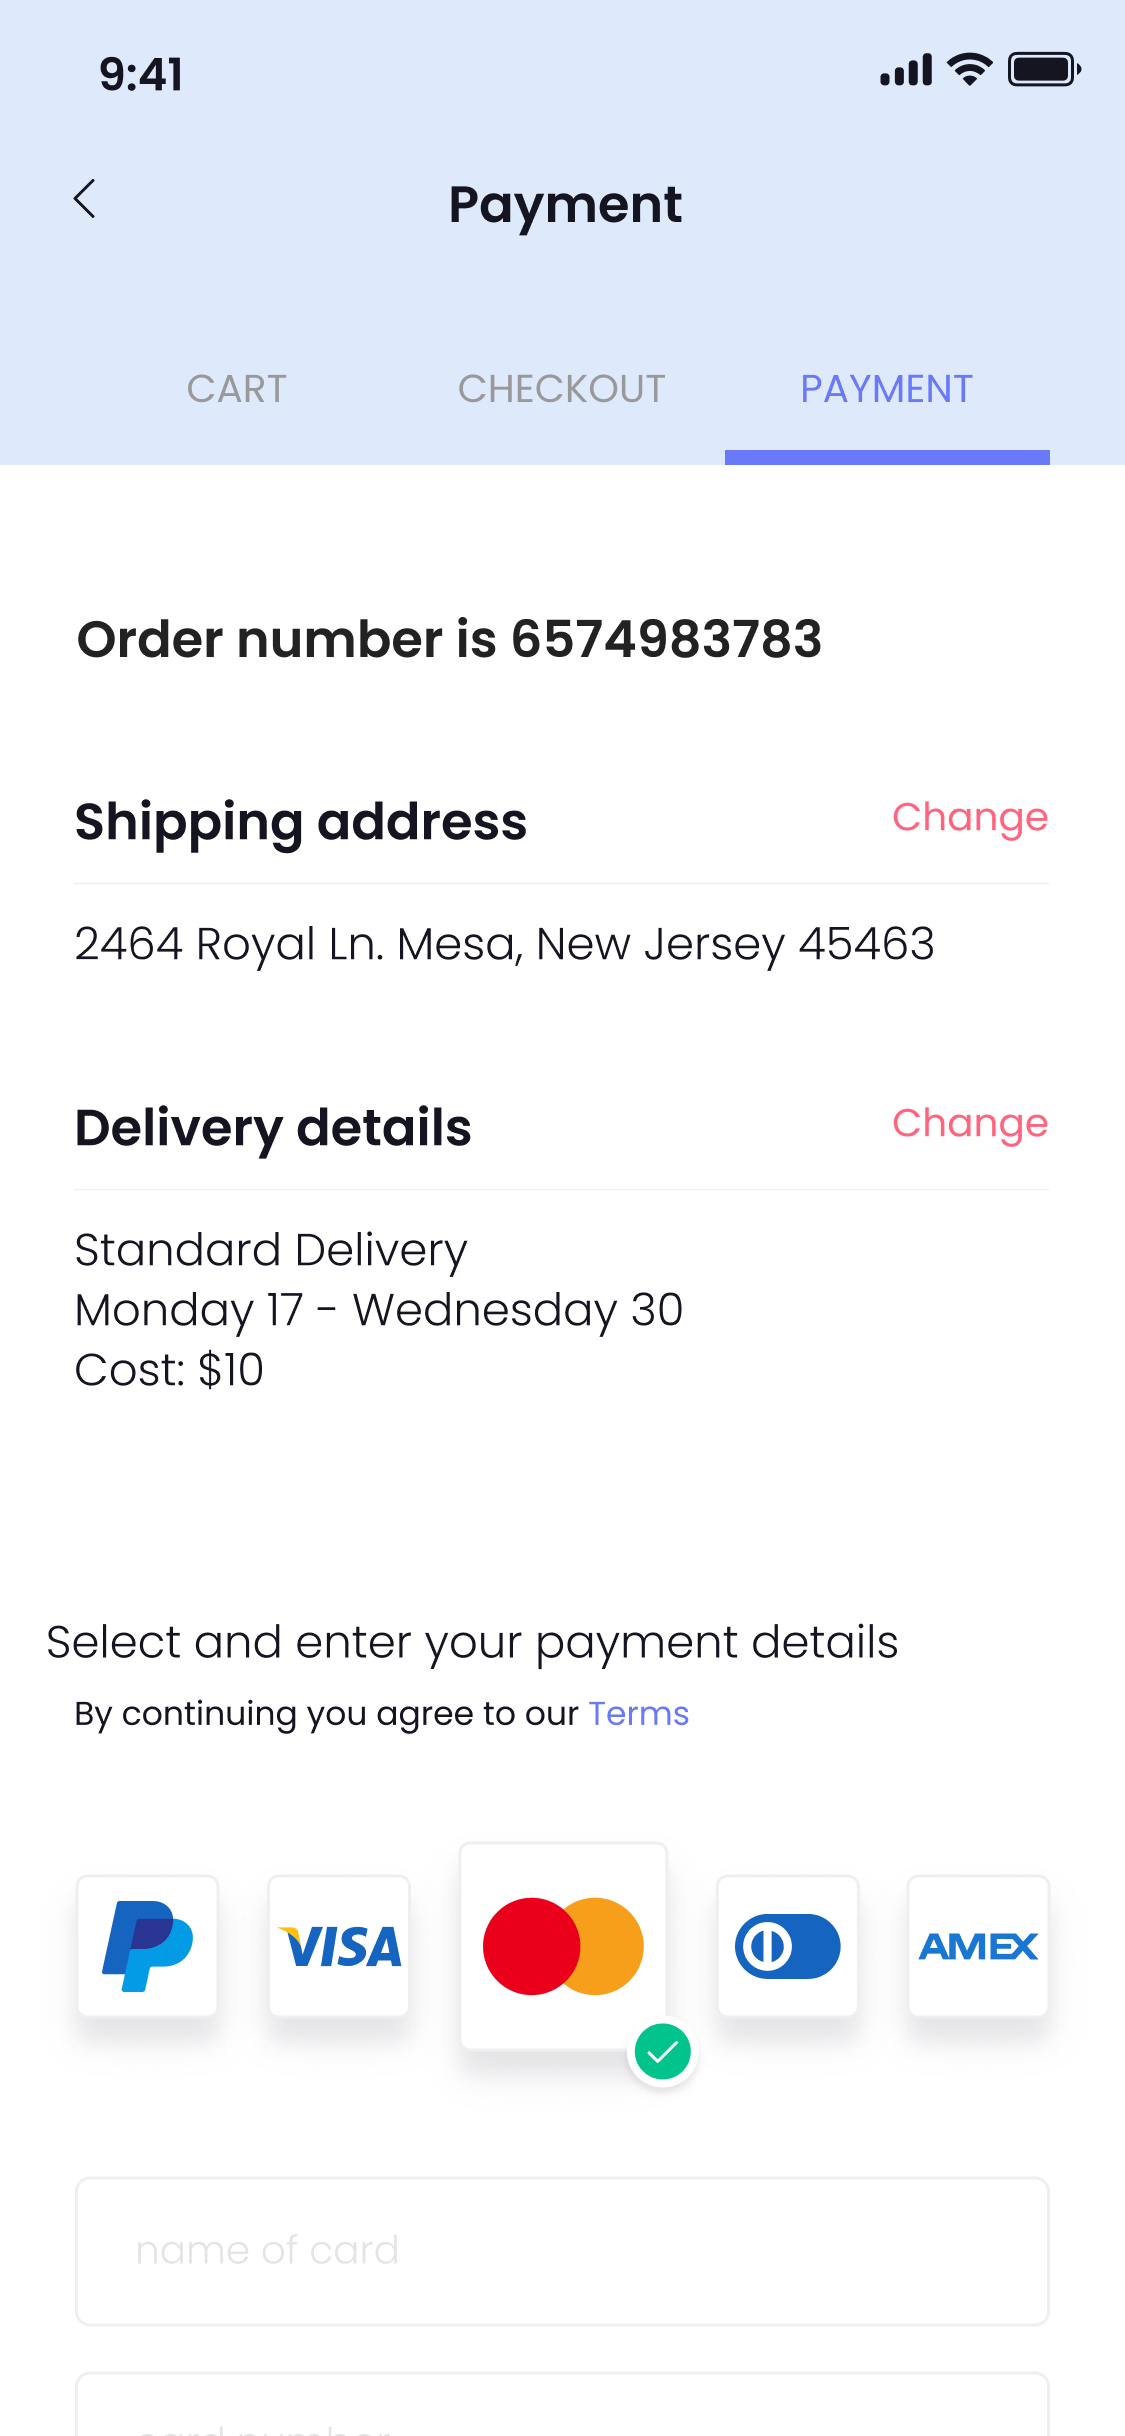 9:41
Payment
CART CHECKOUT PAYMENT
Order number is 6574983783
Shipping address Change
2464 Royal Ln. Mesa, New Jersey 45463
Delivery details Change
Standard Delivery
Monday 17 - Wednesday 30
Cost: $10
Select and enter your payment details
By continuing you agree to our Terms
VISA AMEX
name of card
card number